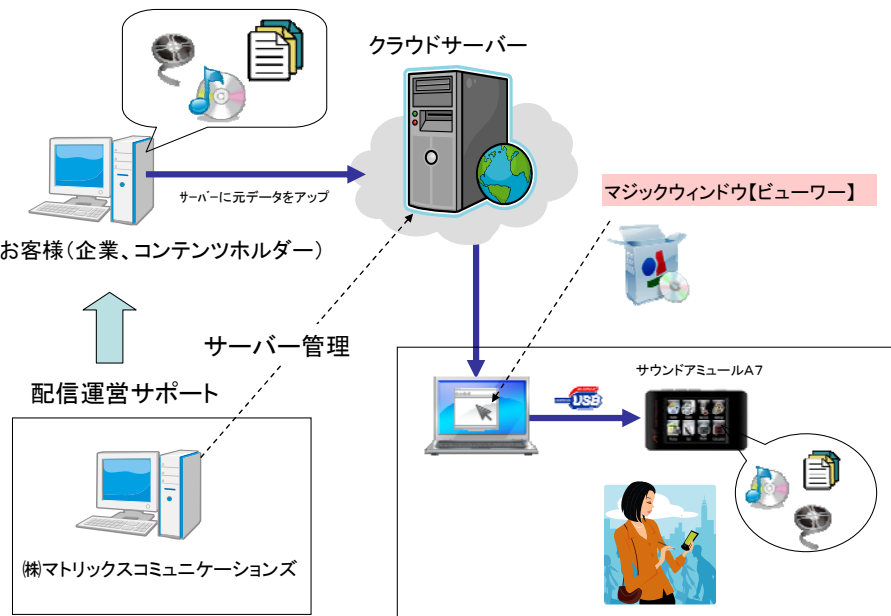 クラウドサーバー
サーバーに元データをアップ
マジックウィンドウ【ビューワー】
お客様（企業、コンテンツホルダー）
サーバー管理
サウンドアミュールA7
配信運営サポート
USB
㈱マトリックスコミュニケーションズ